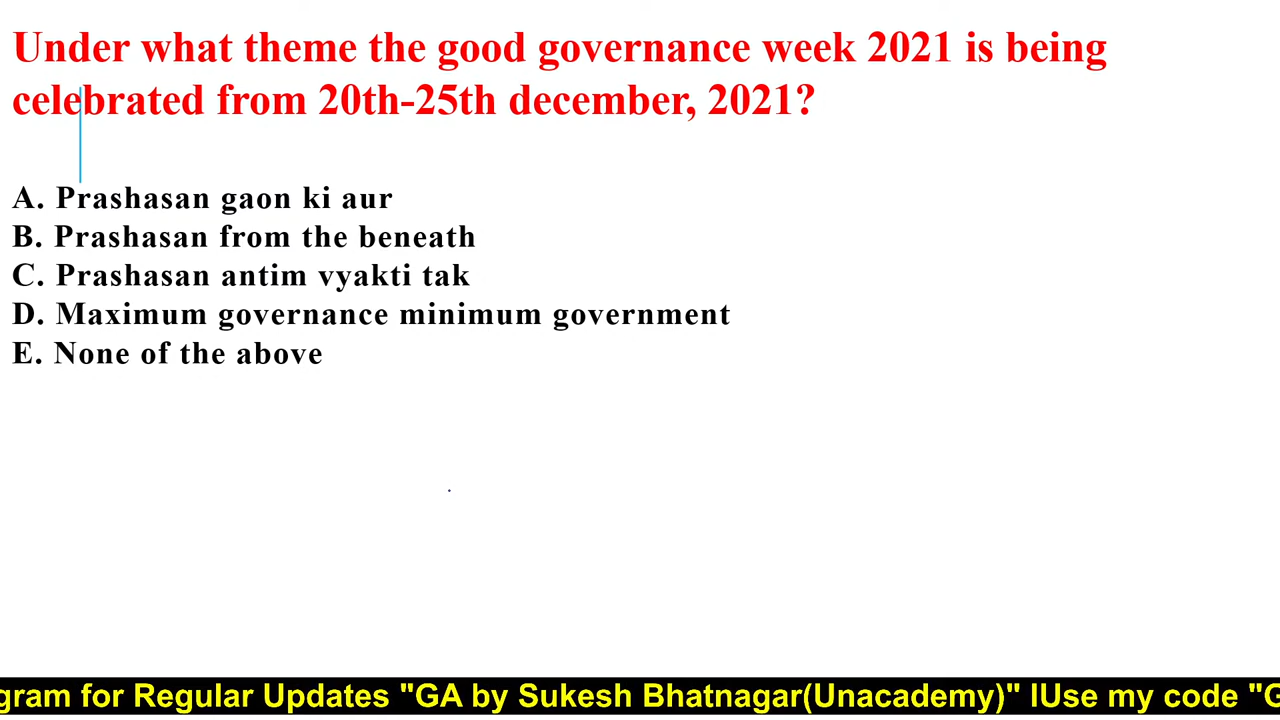 Under what theme the good governance week 2021 is being
celebrated from 20th-25th december, 2021?
A. Prashasan gaon ki aur
B. Prashasan from the beneath
C. Prashasan antim vyakti tak
D. Maximum governance minimum government
E. None of the above
gram for Regular Updates "GA by Sukesh Bhatnagar(Unacademy)" lUse my code "G